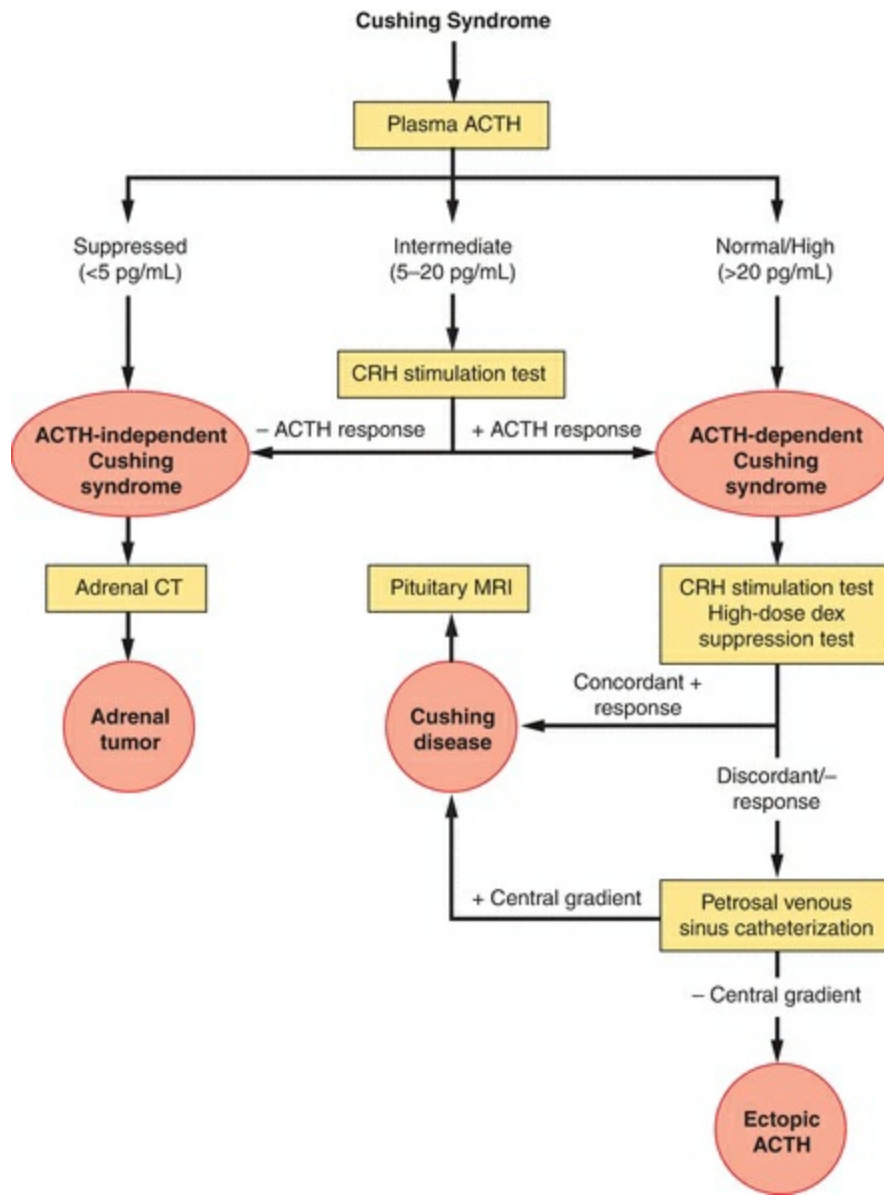 Cushing Syndrome
Plasma ACTH
Suppressed
(<5 pg/mL)
Intermediate
(5–20 pg/mL)
Normal/High
(>20 pg/mL)
CRH stimulation test
– ACTH response
+ ACTH response
ACTH-independent
Cushing
syndrome
ACTH-dependent
Cushing
syndrome
Adrenal CT
Pituitary MRI
CRH stimulation test
High-dose dex
suppression test
Adrenal
tumor
Cushing
disease
Concordant +
response
Discordant/–
response
+ Central gradient
Petrosal venous
sinus catheterization
– Central gradient
Ectopic
ACTH